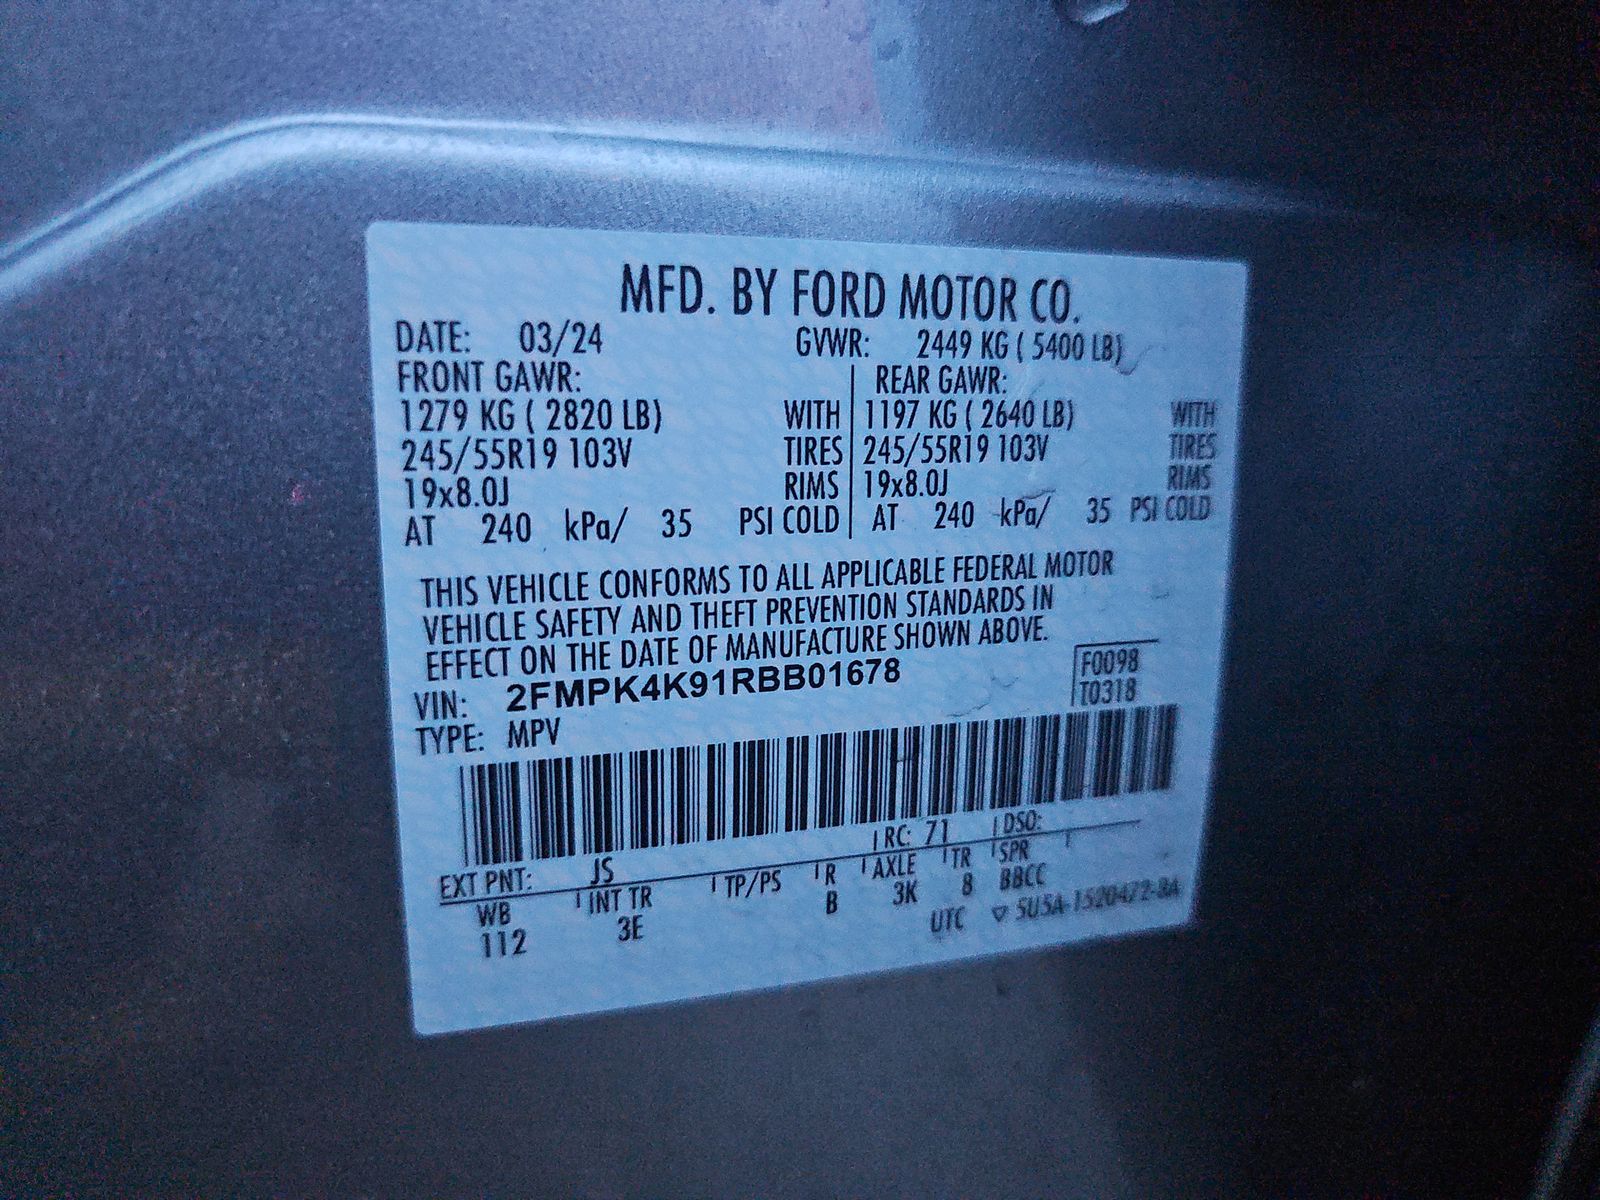 MFD. BY FORD MOTOR CO.
DATE: 03/24 GVWR: 2449 KG ( 5400 LB)
FRONT GAWR: REAR GAWR:
1279 KG ( 2820 LB) WITH 1197 KG ( 2640 LB) WITH
245/55R19 103V TIRES 245/55R19 103V TIRES
19x8.0J RIMS 19x8.0J RIMS
AT 240 kPa/ 35 PSI COLD AT 240 kPa/ 35 PSI COLD
THIS VEHICLE CONFORMS TO ALL APPLICABLE FEDERAL MOTOR
VEHICLE SAFETY AND THEFT PREVENTION STANDARDS IN
EFFECT ON THE DATE OF MANUFACTURE SHOWN ABOVE.
VIN: 2FMPK4K91RBB01678 F0098
TYPE: MPV T0318
EXT PNT: JS RC: 71 DSO:
WB INT TR TP/PS R AXLE TR SPR
112 3E B 3K 8 BBCC
UTC ▽ 5U5A-1520472-BA